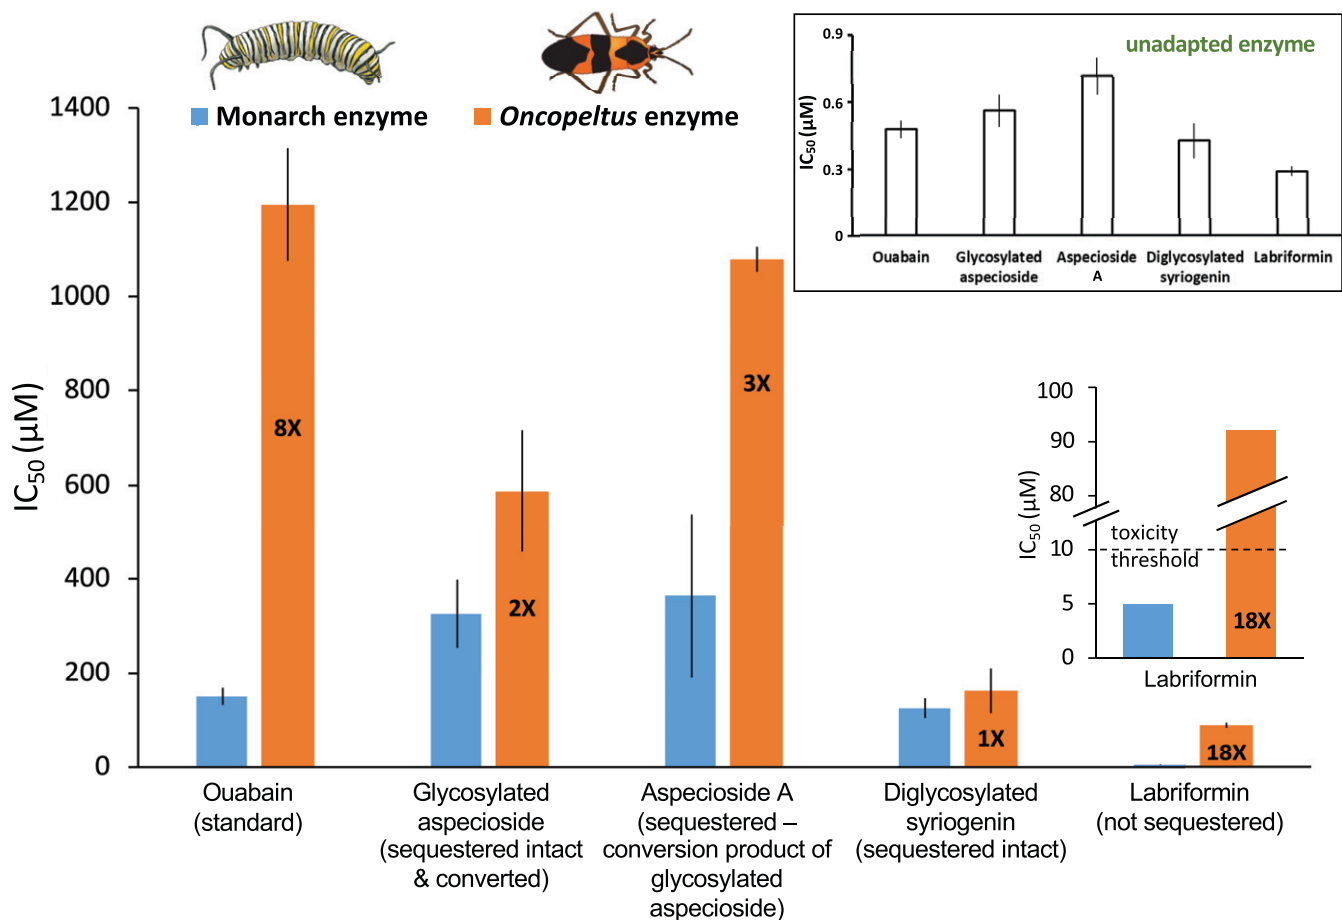 Monarch enzyme
Oncopeltus enzyme
IC50 (µM)
1400
1200
1000
800
600
400
200
0
8X
2X
3X
1X
18X
Ouabain
(standard)
Glycosylated
aspecioside
(sequestered intact
& converted)
Aspecioside A
(sequestered –
conversion product of
glycosylated
aspecioside)
Diglycosylated
syriogenin
(sequestered intact)
Labriformin
(not sequestered)
unadapted enzyme
IC50 (µM)
0.9
0.6
0.3
0
Ouabain
Glycosylated
aspecioside
Aspecioside
A
Diglycosylated
syriogenin
Labriformin
IC50 (µM)
100
90
80
10
5
0
toxicity
threshold
18X
Labriformin